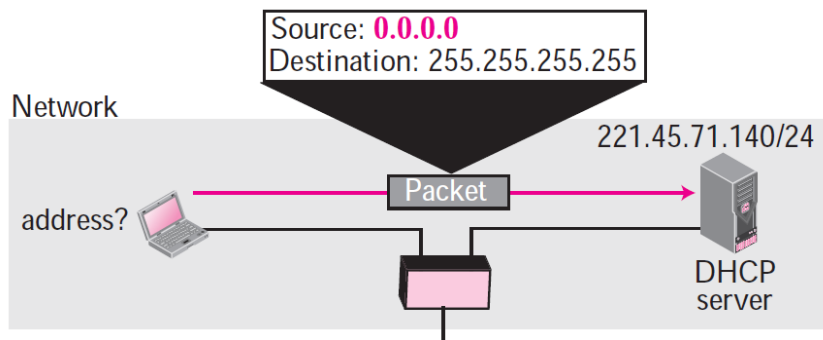 Source: 0.0.0.0
Destination: 255.255.255.255
Network
221.45.71.140/24
Packet
address?
DHCP
server